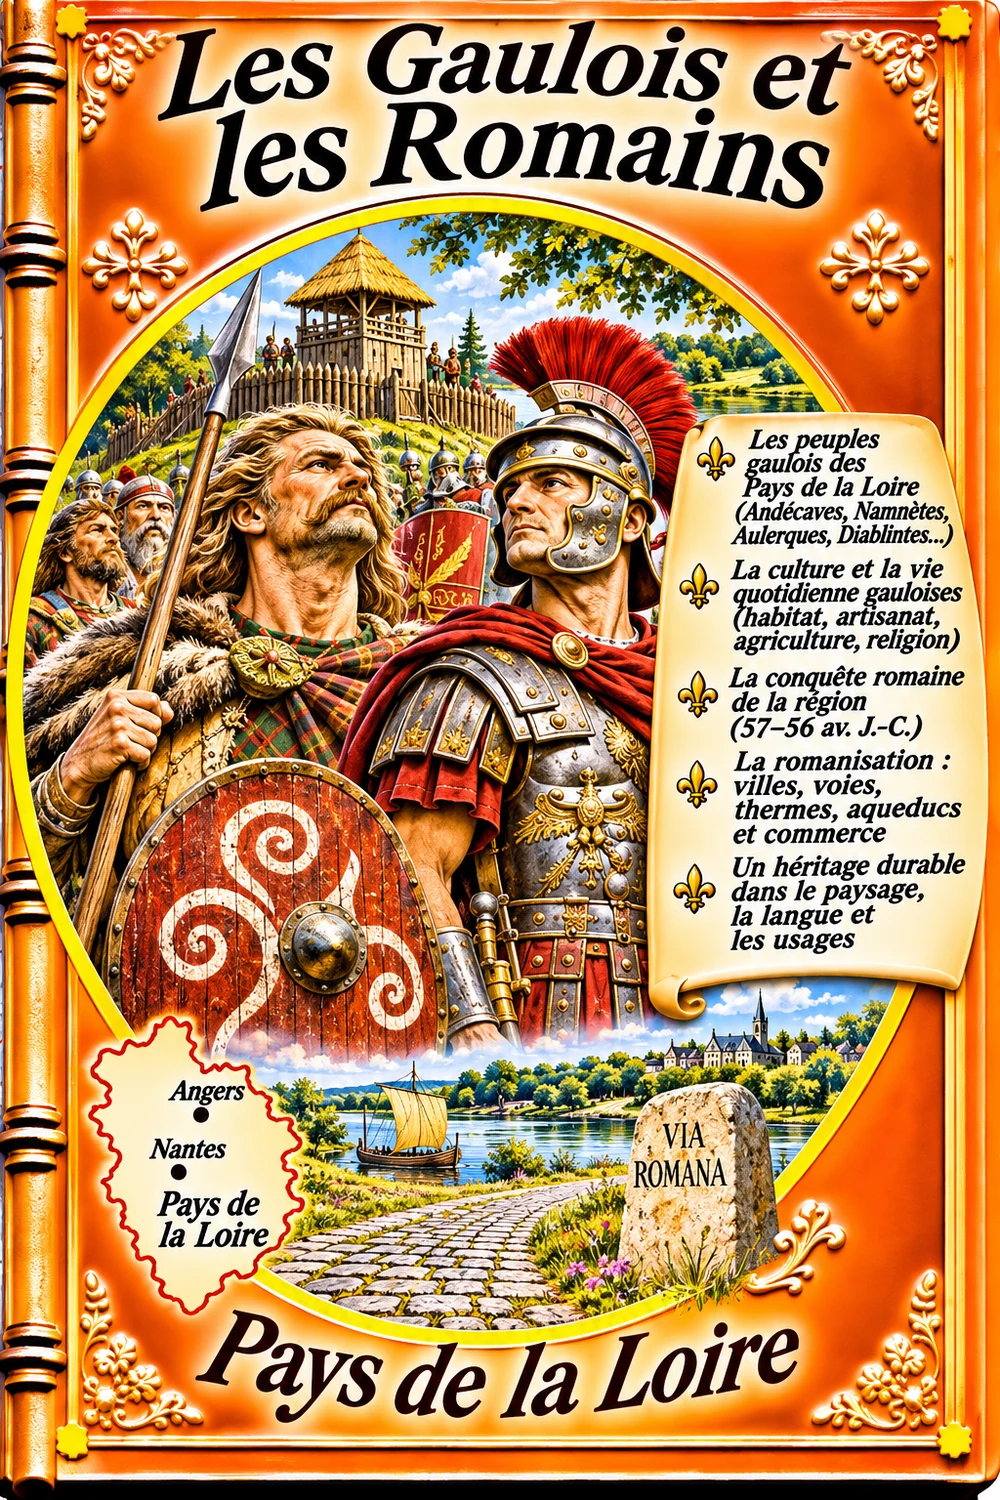 Les Gaulois et
les Romains
Les peuples
gaulois des
Pays de la Loire
(Andécaves, Namnètes,
Aulerques, Diablintes...)
La culture et la vie
quotidienne gauloises
(habitat, artisanat,
agriculture, religion)
La conquête romaine
de la région
(57–56 av. J.-C.)
La romanisation :
villes, voies,
thermes, aqueducs
et commerce
Un héritage durable
dans le paysage,
la langue et
les usages
Angers
Nantes
Pays de
la Loire
VIA
ROMANA
Pays de la Loire